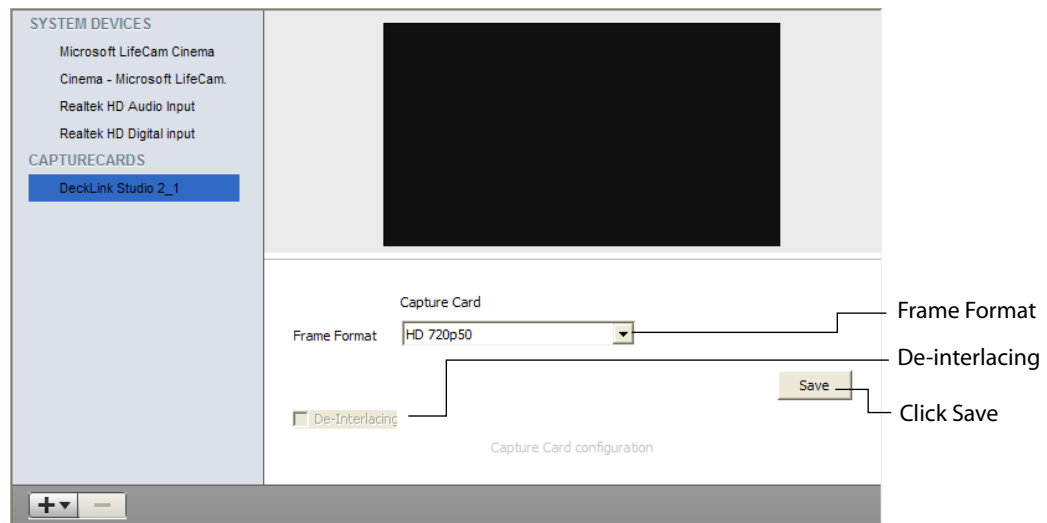 SYSTEM DEVICES
Microsoft LifeCam Cinema
Cinema - Microsoft LifeCam.
Realtek HD Audio Input
Realtek HD Digital input
CAPTURECARDS
DeckLink Studio 2_1
Capture Card
Frame Format
HD 720p50
Save
De-Interlacing
Capture Card configuration
Frame Format
De-interlacing
Click Save